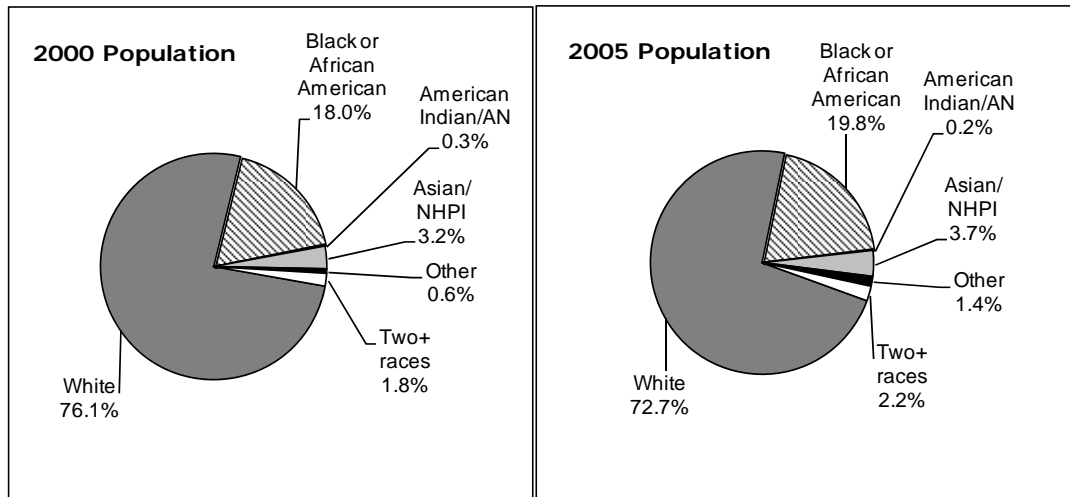 2000 Population
Black or
African
American
18.0%
American
Indian/AN
0.3%
Asian/
NHPI
3.2%
Other
0.6%
Two+
races
1.8%
White
76.1%
2005 Population
Black or
African
American
19.8%
American
Indian/AN
0.2%
Asian/
NHPI
3.7%
Other
1.4%
Two+
races
2.2%
White
72.7%